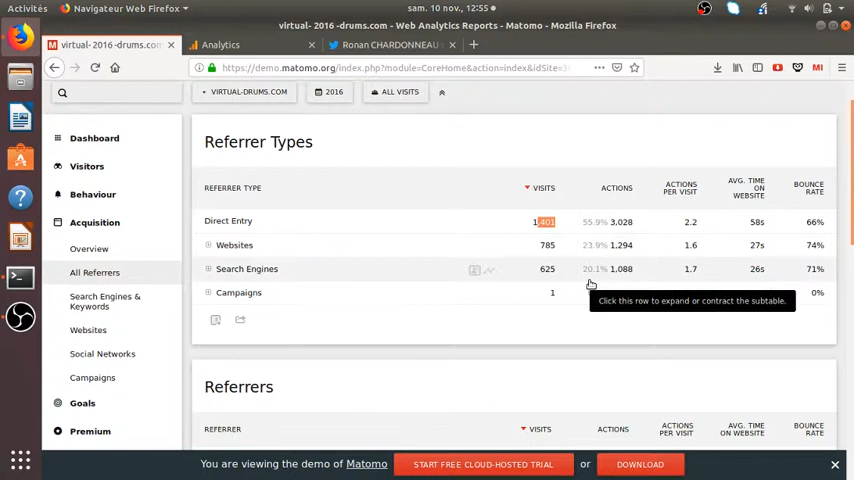 Activités
Navigateur Web Firefox
sam. 10 nov., 12:55
virtual- 2016 -drums.com - Web Analytics Reports - Matomo - Mozilla Firefox
virtual- 2016 -drums.com
Analytics
Ronan CHARDONNEAU
https://demo.matomo.org/index.php?module=CoreHome&action=index&idSite=3
VIRTUAL-DRUMS.COM
2016
ALL VISITS
Dashboard
Visitors
Behaviour
Acquisition
Overview
All Referrers
Search Engines &
Keywords
Websites
Social Networks
Campaigns
Goals
Premium
Referrer Types
REFERRER TYPE VISITS ACTIONS ACTIONS PER VISIT AVG. TIME ON WEBSITE BOUNCE RATE
Direct Entry 1,401 55.9% 3,028 2.2 58s 66%
Websites 785 23.9% 1,294 1.6 27s 74%
Search Engines 625 20.1% 1,088 1.7 26s 71%
Campaigns 1 0%
Click this row to expand or contract the subtable.
Referrers
REFERRER VISITS ACTIONS ACTIONS PER VISIT AVG. TIME ON WEBSITE BOUNCE RATE
You are viewing the demo of Matomo START FREE CLOUD-HOSTED TRIAL or DOWNLOAD